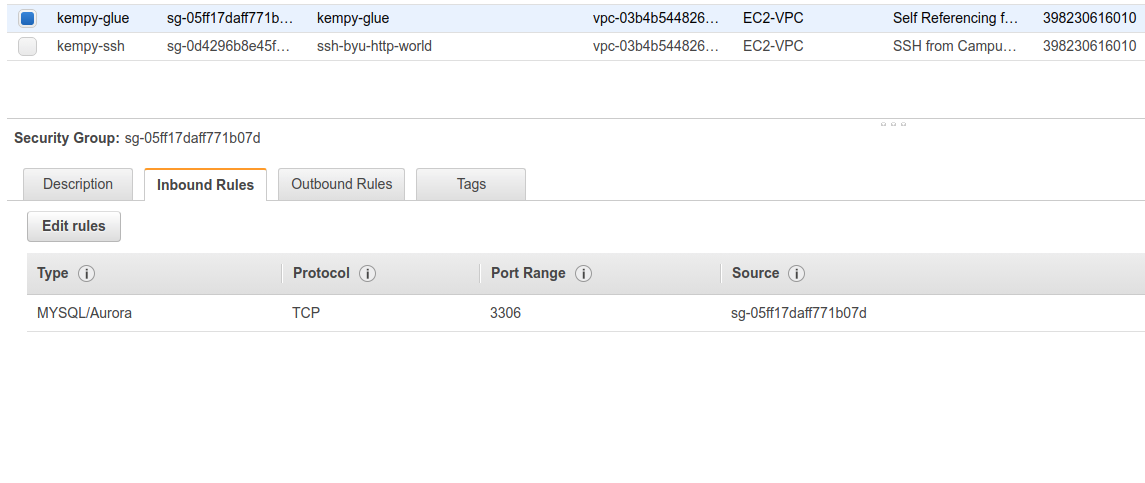 kempy-glue sg-05ff17daff771b… kempy-glue vpc-03b4b544826… EC2-VPC Self Referencing f… 398230616010
kempy-ssh sg-0d4296b8e45f… ssh-byu-http-world vpc-03b4b544826… EC2-VPC SSH from Campu… 398230616010
Security Group: sg-05ff17daff771b07d
Description Inbound Rules Outbound Rules Tags
Edit rules
Type i Protocol i Port Range i Source i
MYSQL/Aurora TCP 3306 sg-05ff17daff771b07d